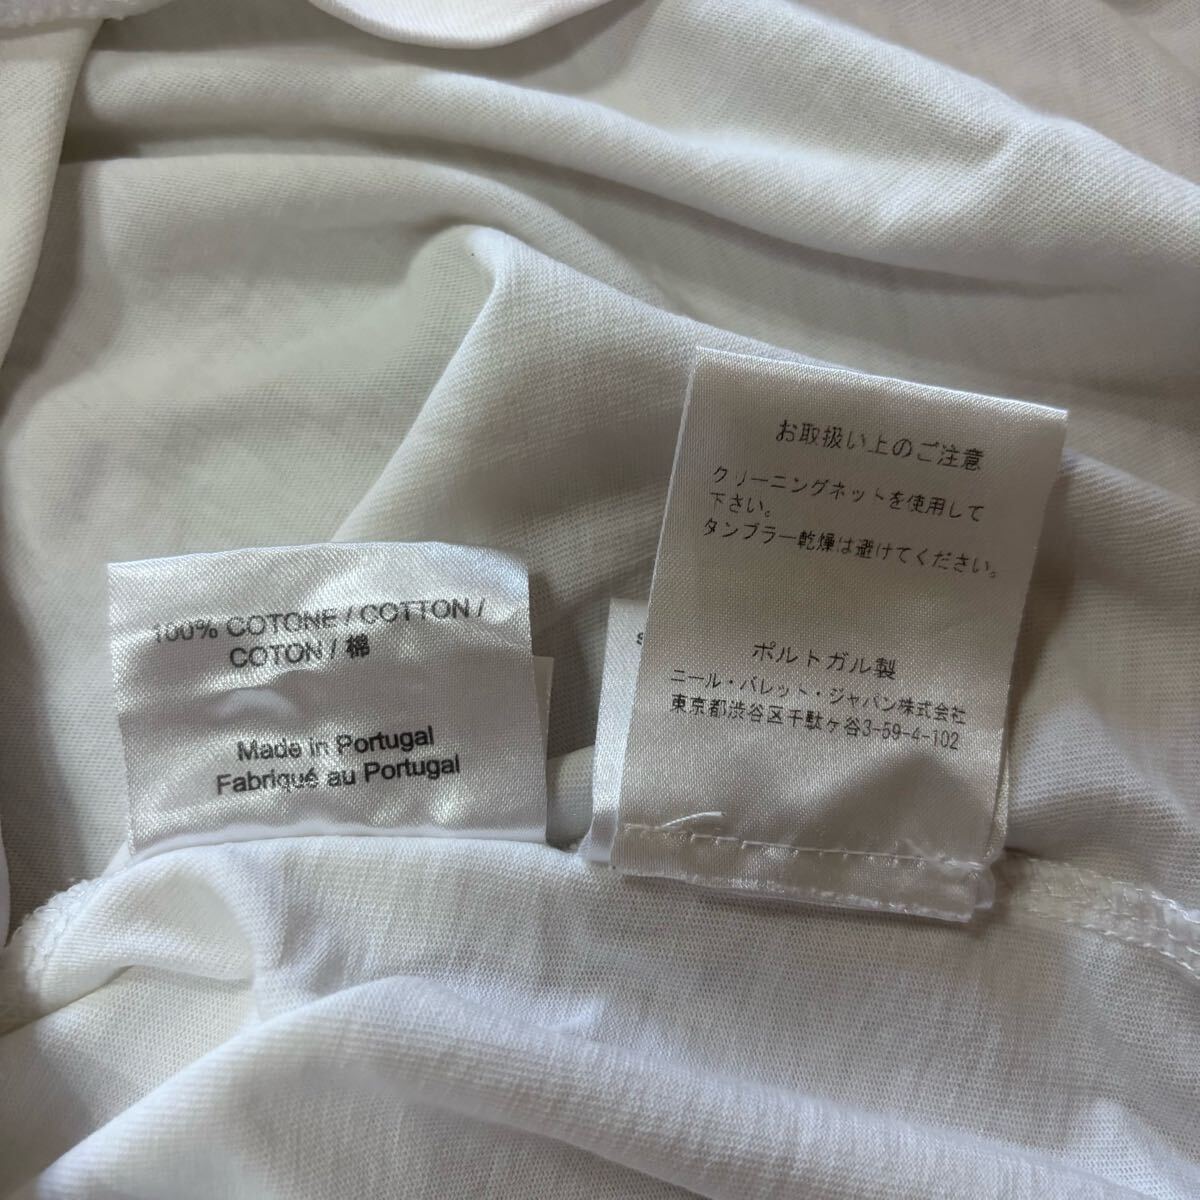 100% COTONE / COTTON /
COTON / 棉
Made in Portugal
Fabriqué au Portugal
お取扱い上のご注意
クリーニングネットを使用して
下さい。
タンブラー乾燥は避けてください。
ポルトガル製
ニール・バレット・ジャパン株式会社
東京都渋谷区千駄ヶ谷3-59-4-102